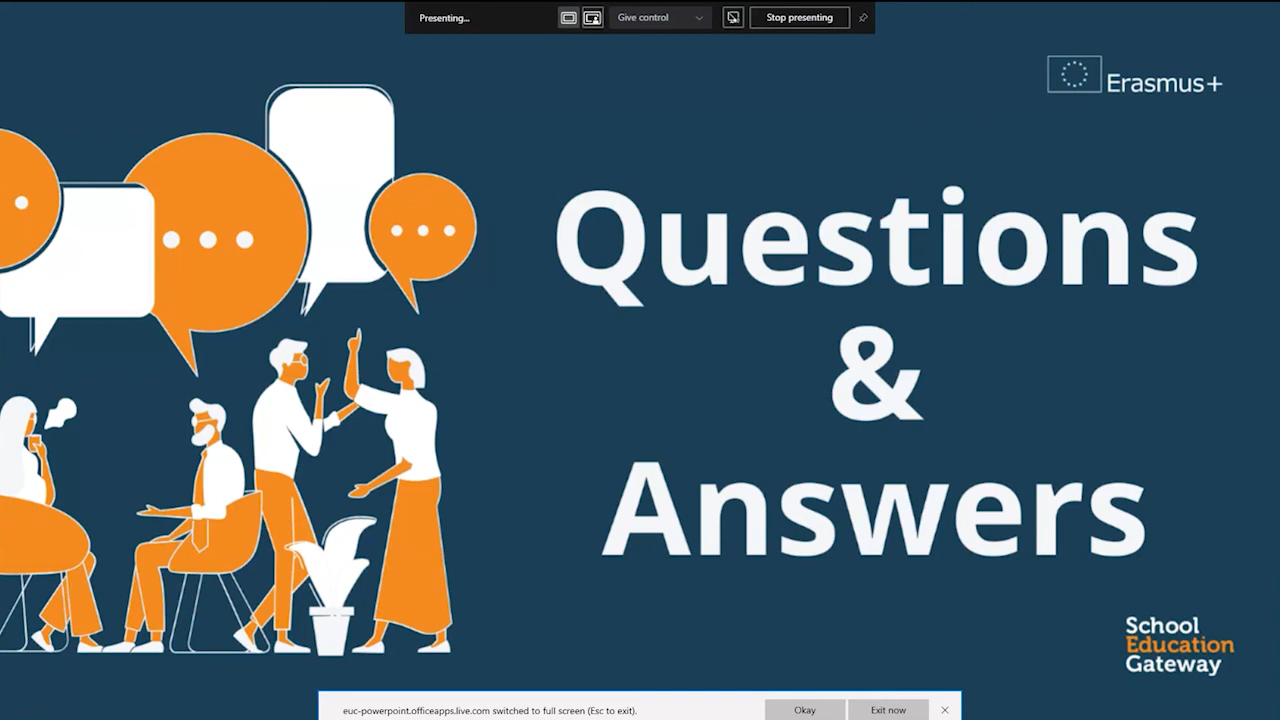 Presenting...
Give control
Stop presenting
Erasmus+
Questions
&
Answers
School
Education
Gateway
euc-powerpoint.officeapps.live.com switched to full screen (Esc to exit).
Okay
Exit now